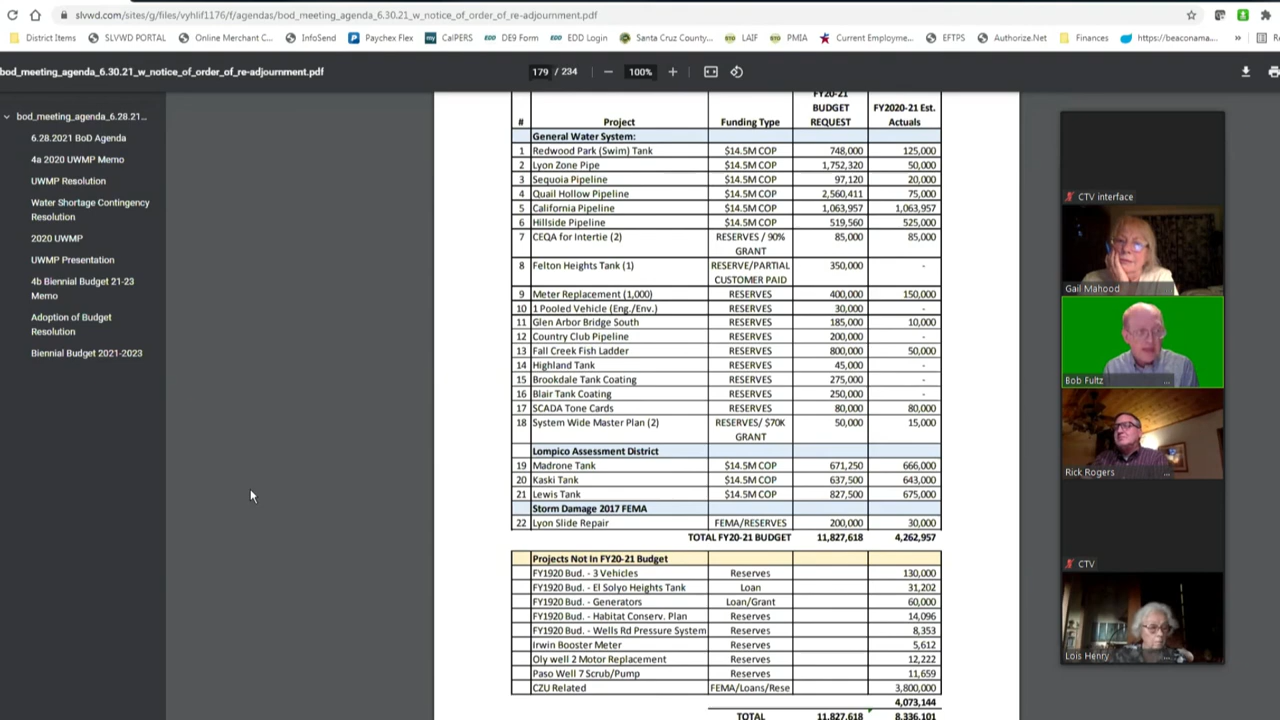 slvwd.com/sites/g/files/vyhlif1176/f/agendas/bod_meeting_agenda_6.30.21_w_notice_of_order_of_re-adjournment.pdf
District Items SLVWD PORTAL Online Merchant C... InfoSend Paychex Flex my CalPERS EDD DE9 Form EDD EDD Login Santa Cruz County... LAIF PMIA Current Employme... EFTPS Authorize.Net Finances https://beaconama... »
bod_meeting_agenda_6.30.21_w_notice_of_order_of_re-adjournment.pdf 179 / 234 100%
bod_meeting_agenda_6.28.21...
6.28.2021 BoD Agenda
4a 2020 UWMP Memo
UWMP Resolution
Water Shortage Contingency
Resolution
2020 UWMP
UWMP Presentation
4b Biennial Budget 21-23
Memo
Adoption of Budget
Resolution
Biennial Budget 2021-2023
FY20-21
BUDGET FY2020-21 Est.
# Project Funding Type REQUEST Actuals
General Water System:
1 Redwood Park (Swim) Tank $14.5M COP 748,000 125,000
2 Lyon Zone Pipe $14.5M COP 1,752,320 50,000
3 Sequoia Pipeline $14.5M COP 97,120 20,000
4 Quail Hollow Pipeline $14.5M COP 2,560,411 75,000
5 California Pipeline $14.5M COP 1,063,957 1,063,957
6 Hillside Pipeline $14.5M COP 519,560 525,000
7 CEQA for Intertie (2) RESERVES / 90% 85,000 85,000
GRANT
8 Felton Heights Tank (1) RESERVE/PARTIAL 350,000 -
CUSTOMER PAID
9 Meter Replacement (1,000) RESERVES 400,000 150,000
10 1 Pooled Vehicle (Eng./Env.) RESERVES 30,000 -
11 Glen Arbor Bridge South RESERVES 185,000 10,000
12 Country Club Pipeline RESERVES 200,000 -
13 Fall Creek Fish Ladder RESERVES 800,000 50,000
14 Highland Tank RESERVES 45,000 -
15 Brookdale Tank Coating RESERVES 275,000 -
16 Blair Tank Coating RESERVES 250,000 -
17 SCADA Tone Cards RESERVES 80,000 80,000
18 System Wide Master Plan (2) RESERVES/ $70K 50,000 15,000
GRANT
Lompico Assessment District
19 Madrone Tank $14.5M COP 671,250 666,000
20 Kaski Tank $14.5M COP 637,500 643,000
21 Lewis Tank $14.5M COP 827,500 675,000
Storm Damage 2017 FEMA
22 Lyon Slide Repair FEMA/RESERVES 200,000 30,000
TOTAL FY20-21 BUDGET 11,827,618 4,262,957
Projects Not In FY20-21 Budget
FY1920 Bud. - 3 Vehicles Reserves 130,000
FY1920 Bud. - El Solyo Heights Tank Loan 31,202
FY1920 Bud. - Generators Loan/Grant 60,000
FY1920 Bud. - Habitat Conserv. Plan Reserves 14,096
FY1920 Bud. - Wells Rd Pressure System Reserves 8,353
Irwin Booster Meter Reserves 5,612
Oly well 2 Motor Replacement Reserves 12,222
Paso Well 7 Scrub/Pump Reserves 11,659
CZU Related FEMA/Loans/Rese 3,800,000
4,073,144
TOTAL 11,827,618 8,336,101
CTV interface
Gail Mahood
Bob Fultz ...
Rick Rogers ...
CTV
Lois Henry ...